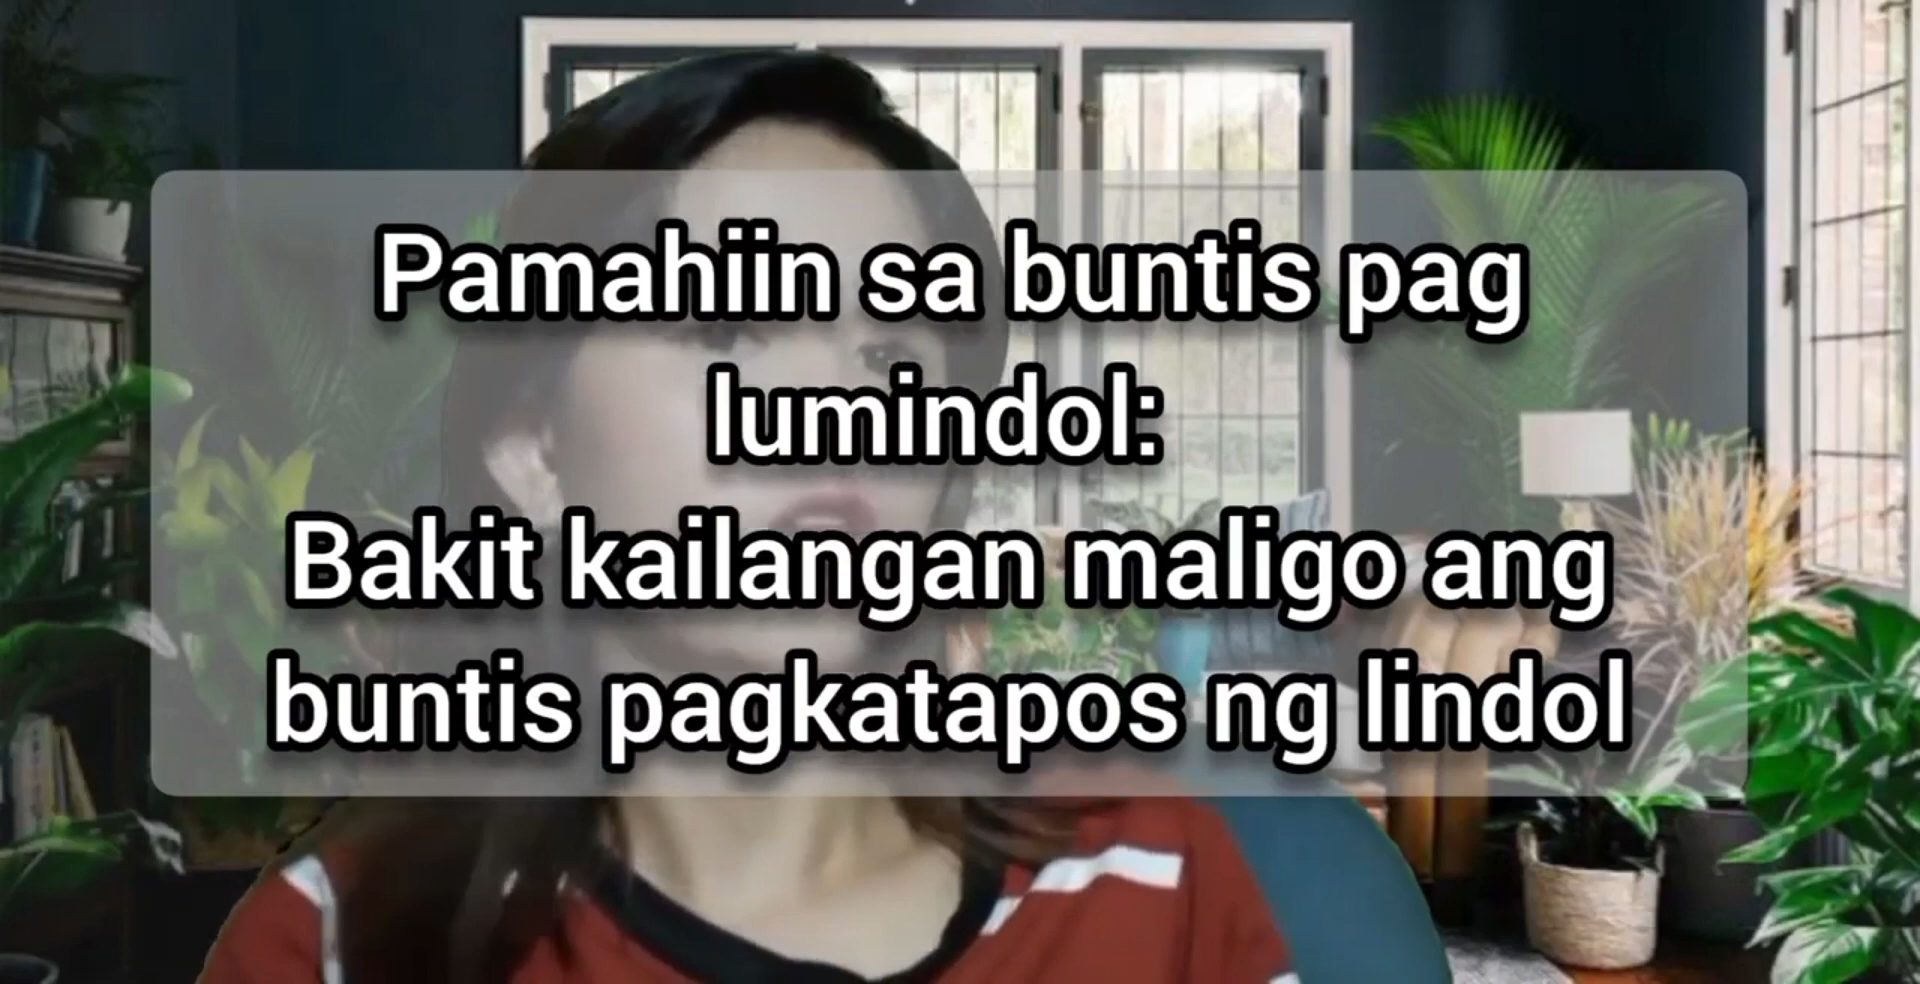 Pamahiin sa buntis pag
lumindol:
Bakit kailangan maligo ang
buntis pagkatapos ng lindol